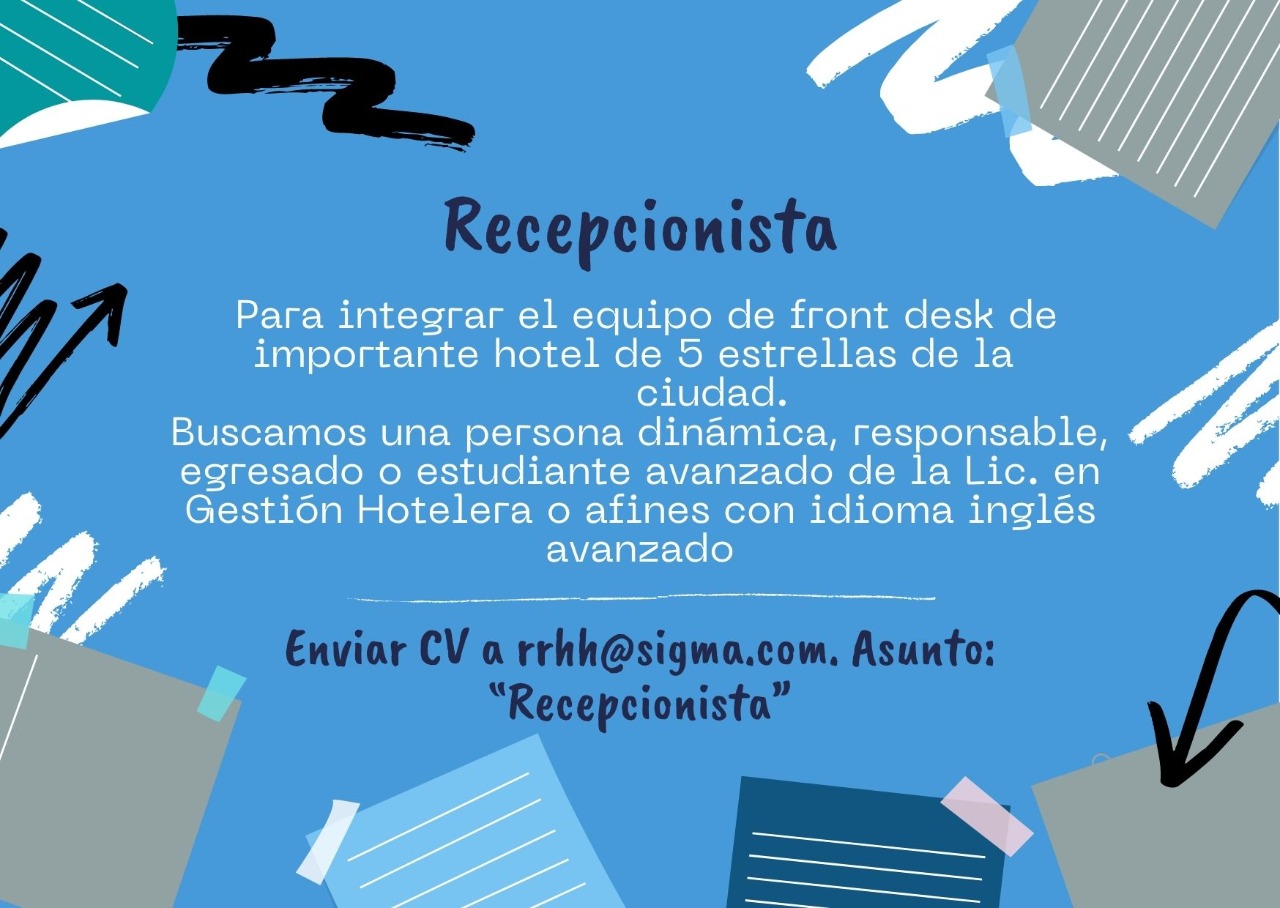 Recepcionista
Para integrar el equipo de front desk de
importante hotel de 5 estrellas de la
ciudad.
Buscamos una persona dinámica, responsable,
egresado o estudiante avanzado de la Lic. en
Gestión Hotelera o afines con idioma inglés
avanzado
Enviar CV a rrhh@sigma.com. Asunto:
“Recepcionista”